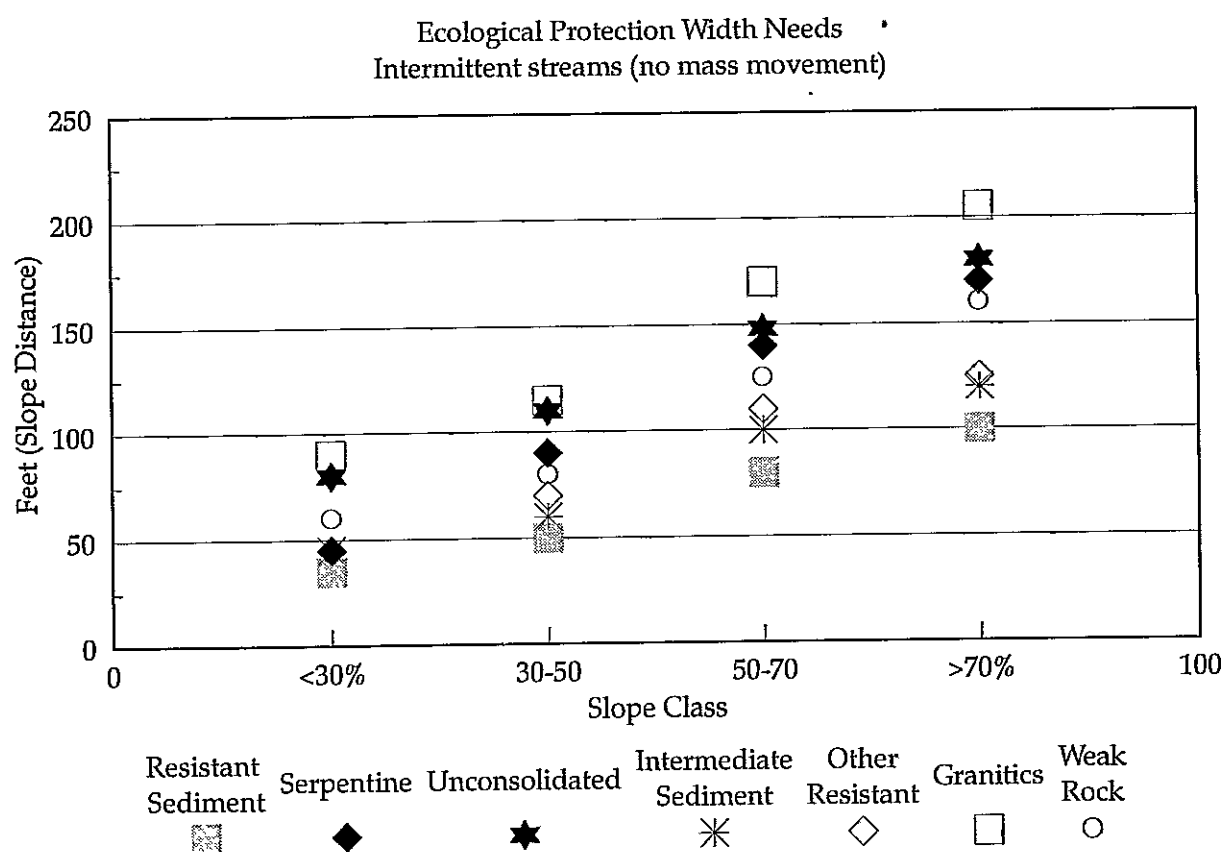 Ecological Protection Width Needs
Intermittent streams (no mass movement)
250
200
150
100
50
0
Feet (Slope Distance)
0 <30% 30-50 50-70 >70% 100
Slope Class
Resistant Sediment
Serpentine
Unconsolidated
Intermediate Sediment
Other Resistant
Granitics
Weak Rock